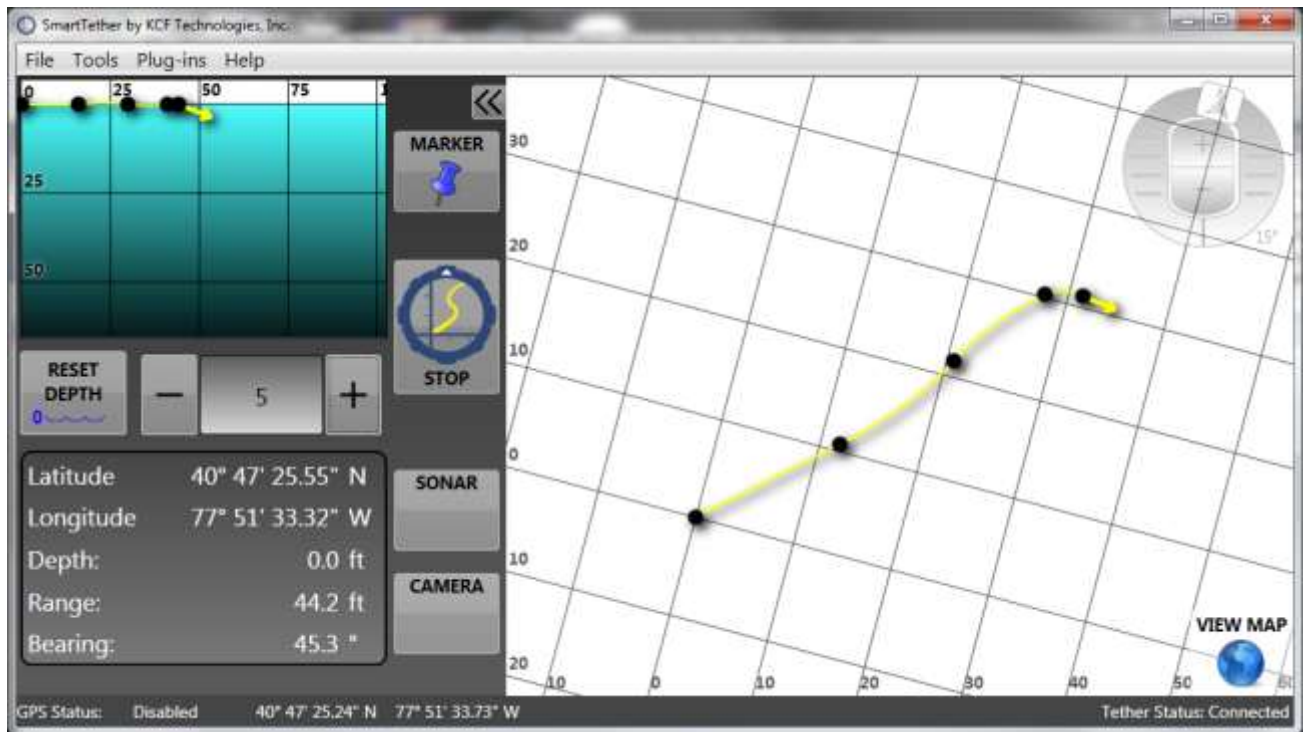 SmartTether by KCF Technologies, Inc.
File Tools Plug-ins Help
0 25 50 75
25
50
RESET
DEPTH
0
− 5 +
Latitude 40° 47' 25.55" N
Longitude 77° 51' 33.32" W
Depth: 0.0 ft
Range: 44.2 ft
Bearing: 45.3 °
MARKER
STOP
SONAR
CAMERA
30
20
10
0
10
20
10 0 10 20 30 40 50
15°
VIEW MAP
GPS Status: Disabled 40° 47' 25.24" N 77° 51' 33.73" W
Tether Status: Connected